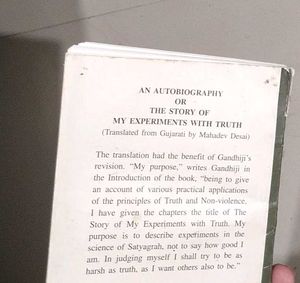 AN AUTOBIOGRAPHY
OR
THE STORY OF
MY EXPERIMENTS WITH TRUTH
(Translated from Gujarati by Mahadev Desai)
The translation had the benefit of Gandhiji's
revision. "My purpose," writes Gandhiji in
the Introduction of the book, "being to give
an account of various practical applications
of the principles of Truth and Non-violence,
I have given the chapters the title of The
Story of My Experiments with Truth. My
purpose is to describe experiments in the
science of Satyagrah, not to say how good I
am. In judging myself I shall try to be as
harsh as truth, as I want others also to be."